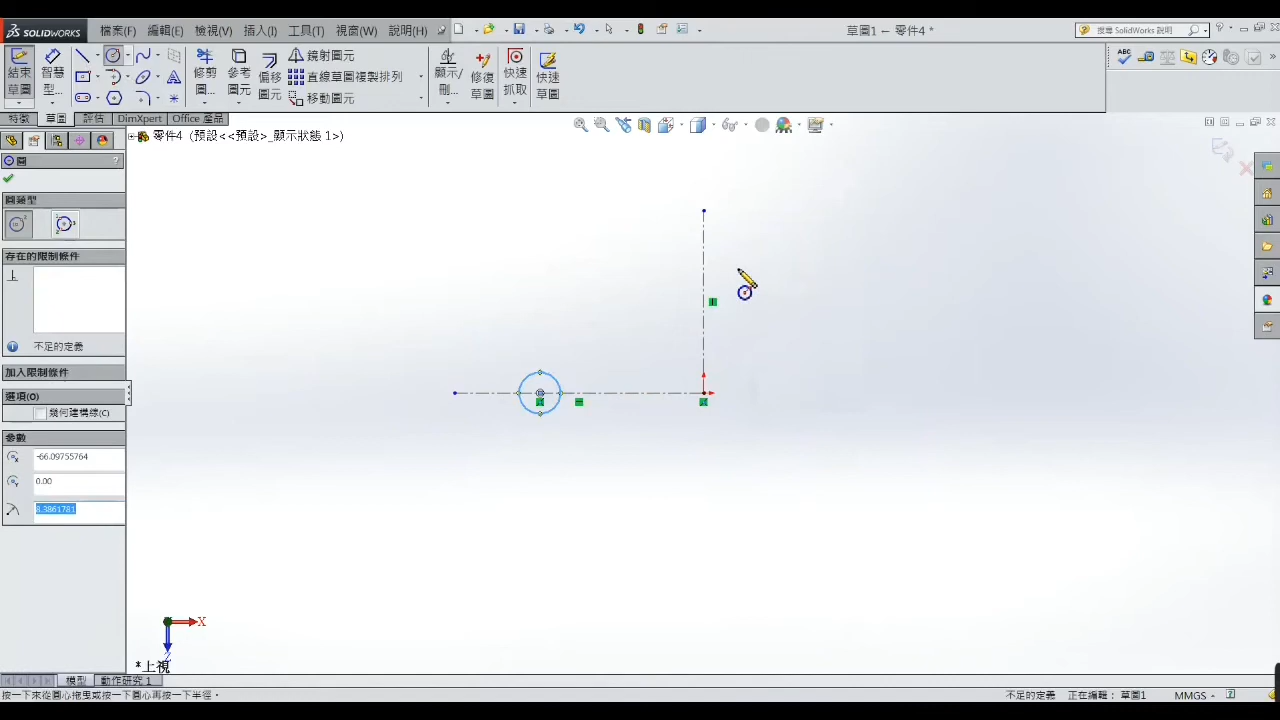 SOLIDWORKS 檔案(F) 編輯(E) 檢視(V) 插入(I) 工具(T) 視窗(W) 說明(H) 草圖1 ← 零件4 * 搜尋 SolidWorks 說明
結束草圖 智慧型... 修剪圖元... 參考圖元... 偏移圖元 鏡射圖元 直線草圖複製排列 移動圖元 顯示/刪... 修復草圖 快速抓取 快速草圖
特徵 草圖 評估 DimXpert Office 產品
零件4 (預設<<預設>_顯示狀態 1>)
圓 ?
圓類型
存在的限制條件
不足的定義
加入限制條件
選項(O)
幾何建構線(C)
參數
-66.09755764
0.00
8.3861781
X
Z
*上視
模型 動作研究 1
按一下來從圓心拖曳或按一下圓心再按一下半徑。 不足的定義 正在編輯： 草圖1 MMGS